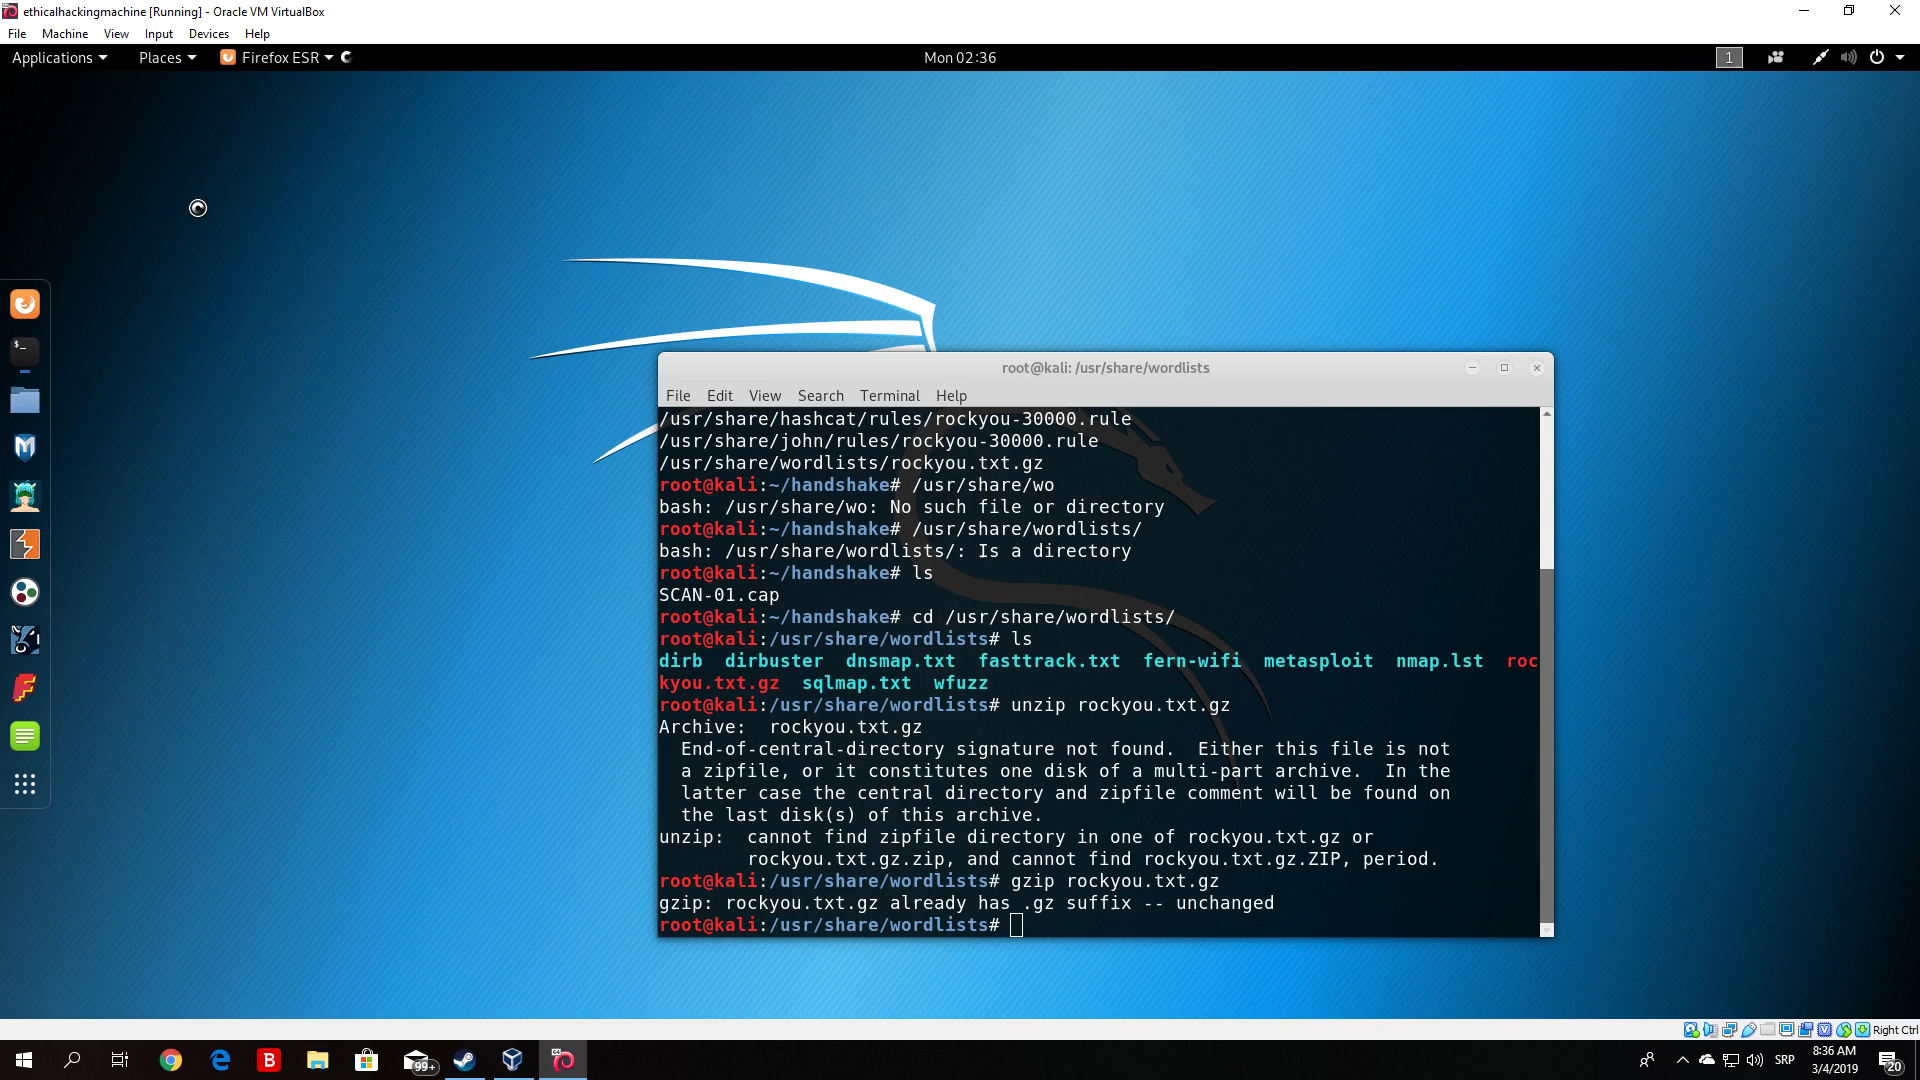 ethicalhackingmachine [Running] - Oracle VM VirtualBox
File Machine View Input Devices Help
Applications Places Firefox ESR Mon 02:36 1
root@kali: /usr/share/wordlists
File Edit View Search Terminal Help
/usr/share/hashcat/rules/rockyou-30000.rule
/usr/share/john/rules/rockyou-30000.rule
/usr/share/wordlists/rockyou.txt.gz
root@kali:~/handshake# /usr/share/wo
bash: /usr/share/wo: No such file or directory
root@kali:~/handshake# /usr/share/wordlists/
bash: /usr/share/wordlists/: Is a directory
root@kali:~/handshake# ls
SCAN-01.cap
root@kali:~/handshake# cd /usr/share/wordlists/
root@kali:/usr/share/wordlists# ls
dirb dirbuster dnsmap.txt fasttrack.txt fern-wifi metasploit nmap.lst roc
kyou.txt.gz sqlmap.txt wfuzz
root@kali:/usr/share/wordlists# unzip rockyou.txt.gz
Archive: rockyou.txt.gz
End-of-central-directory signature not found. Either this file is not
a zipfile, or it constitutes one disk of a multi-part archive. In the
latter case the central directory and zipfile comment will be found on
the last disk(s) of this archive.
unzip: cannot find zipfile directory in one of rockyou.txt.gz or
rockyou.txt.gz.zip, and cannot find rockyou.txt.gz.ZIP, period.
root@kali:/usr/share/wordlists# gzip rockyou.txt.gz
gzip: rockyou.txt.gz already has .gz suffix -- unchanged
root@kali:/usr/share/wordlists#
Right Ctrl
99+ SRP 8:36 AM 20
3/4/2019